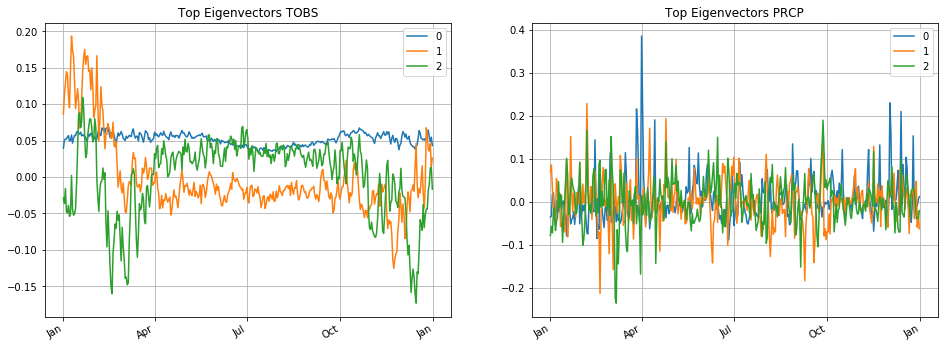 Top Eigenvectors TOBS
0.20
0.15
0.10
0.05
0.00
−0.05
−0.10
−0.15
Jan
Apr
Jul
Oct
Jan
0
1
2
Top Eigenvectors PRCP
0.4
0.3
0.2
0.1
0.0
−0.1
−0.2
Jan
Apr
Jul
Oct
Jan
0
1
2